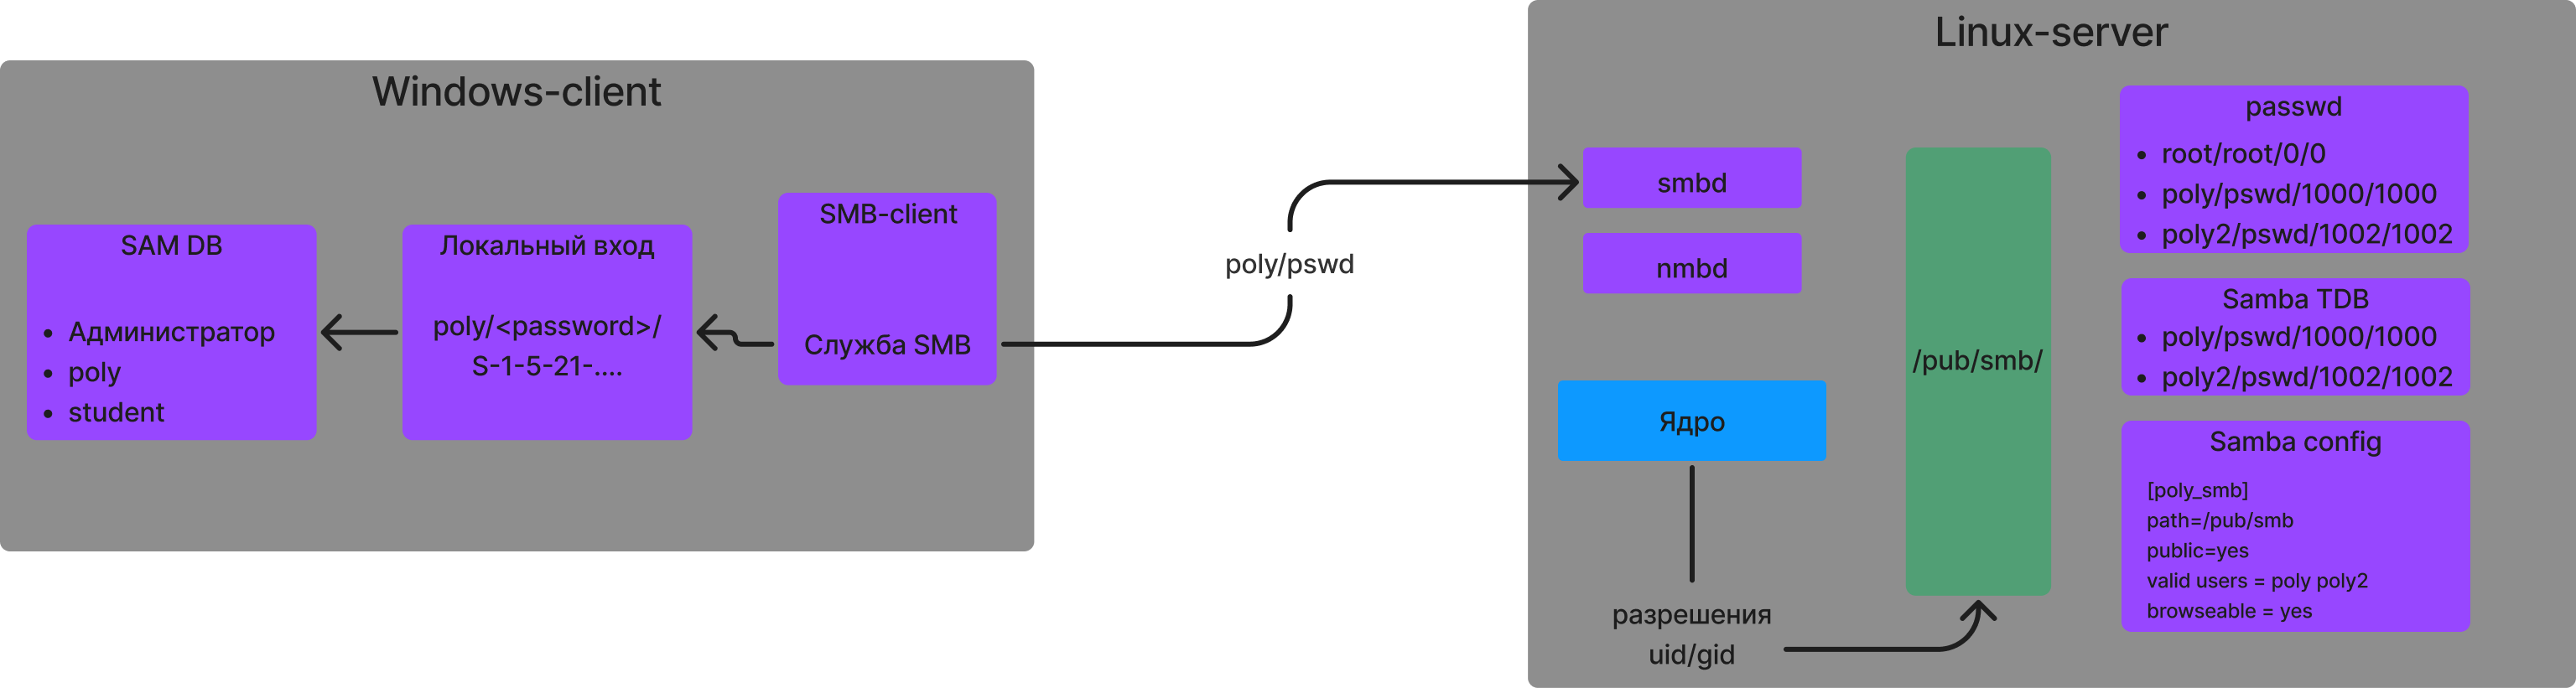 Windows-client
SAM DB
• Администратор
• poly
• student
Локальный вход
poly/<password>/
S-1-5-21-....
SMB-client
Служба SMB
poly/pswd
Linux-server
smbd
nmbd
Ядро
разрешения
uid/gid
/pub/smb/
passwd
• root/root/0/0
• poly/pswd/1000/1000
• poly2/pswd/1002/1002
Samba TDB
• poly/pswd/1000/1000
• poly2/pswd/1002/1002
Samba config
[poly_smb]
path=/pub/smb
public=yes
valid users = poly poly2
browseable = yes